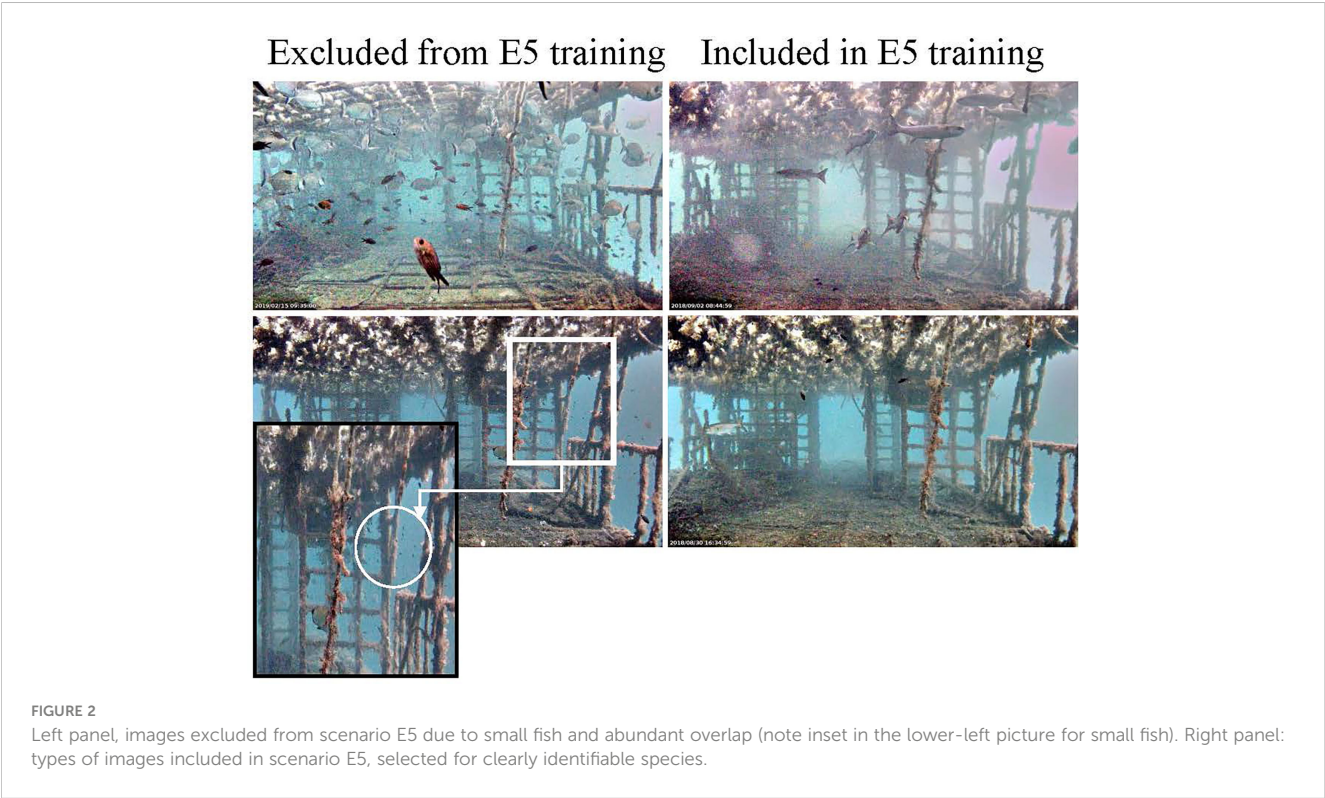 Excluded from E5 training
Included in E5 training
2019/02/15 09:35:00
2018/09/02 08:44:59
2018/08/30 16:34:59
FIGURE 2
Left panel, images excluded from scenario E5 due to small fish and abundant overlap (note inset in the lower-left picture for small fish). Right panel:
types of images included in scenario E5, selected for clearly identifiable species.